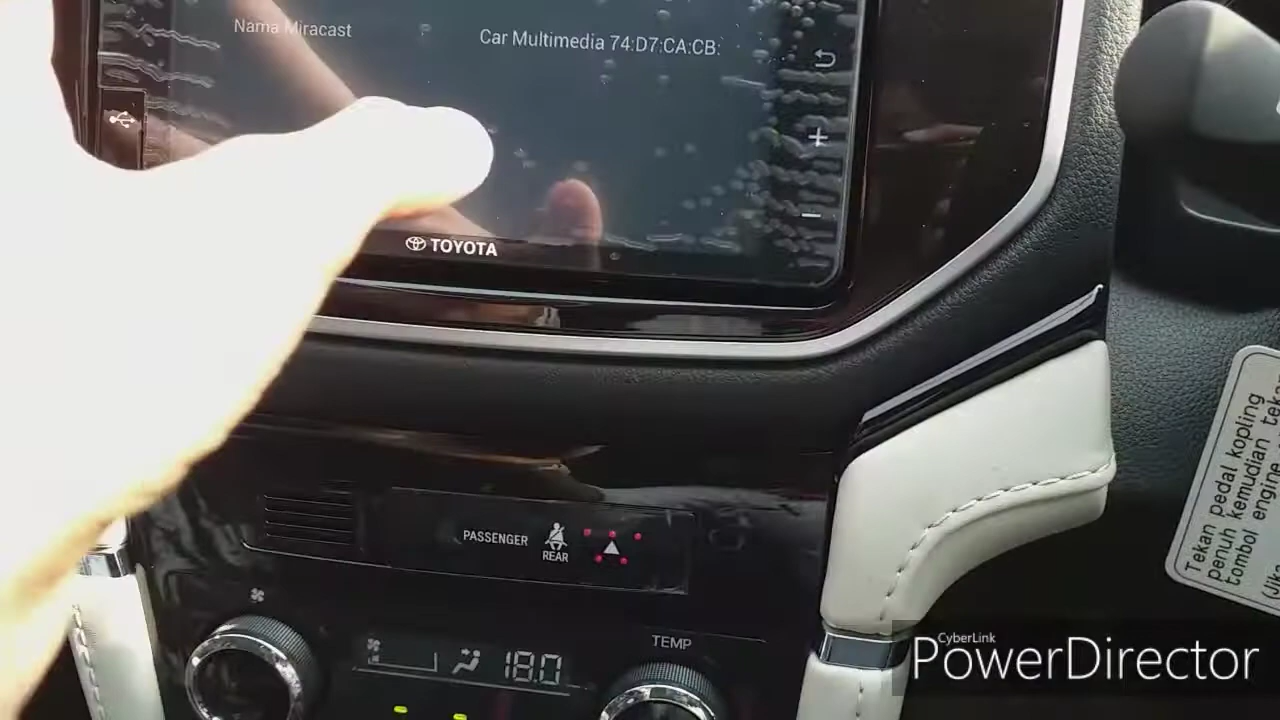 Nama Miracast
Car Multimedia 74:D7:CA:CB:
TOYOTA
PASSENGER
REAR
TEMP
18.0
Tekan pedal kopling
penuh kemudian
tombol engine
(Jika
CyberLink
PowerDirector